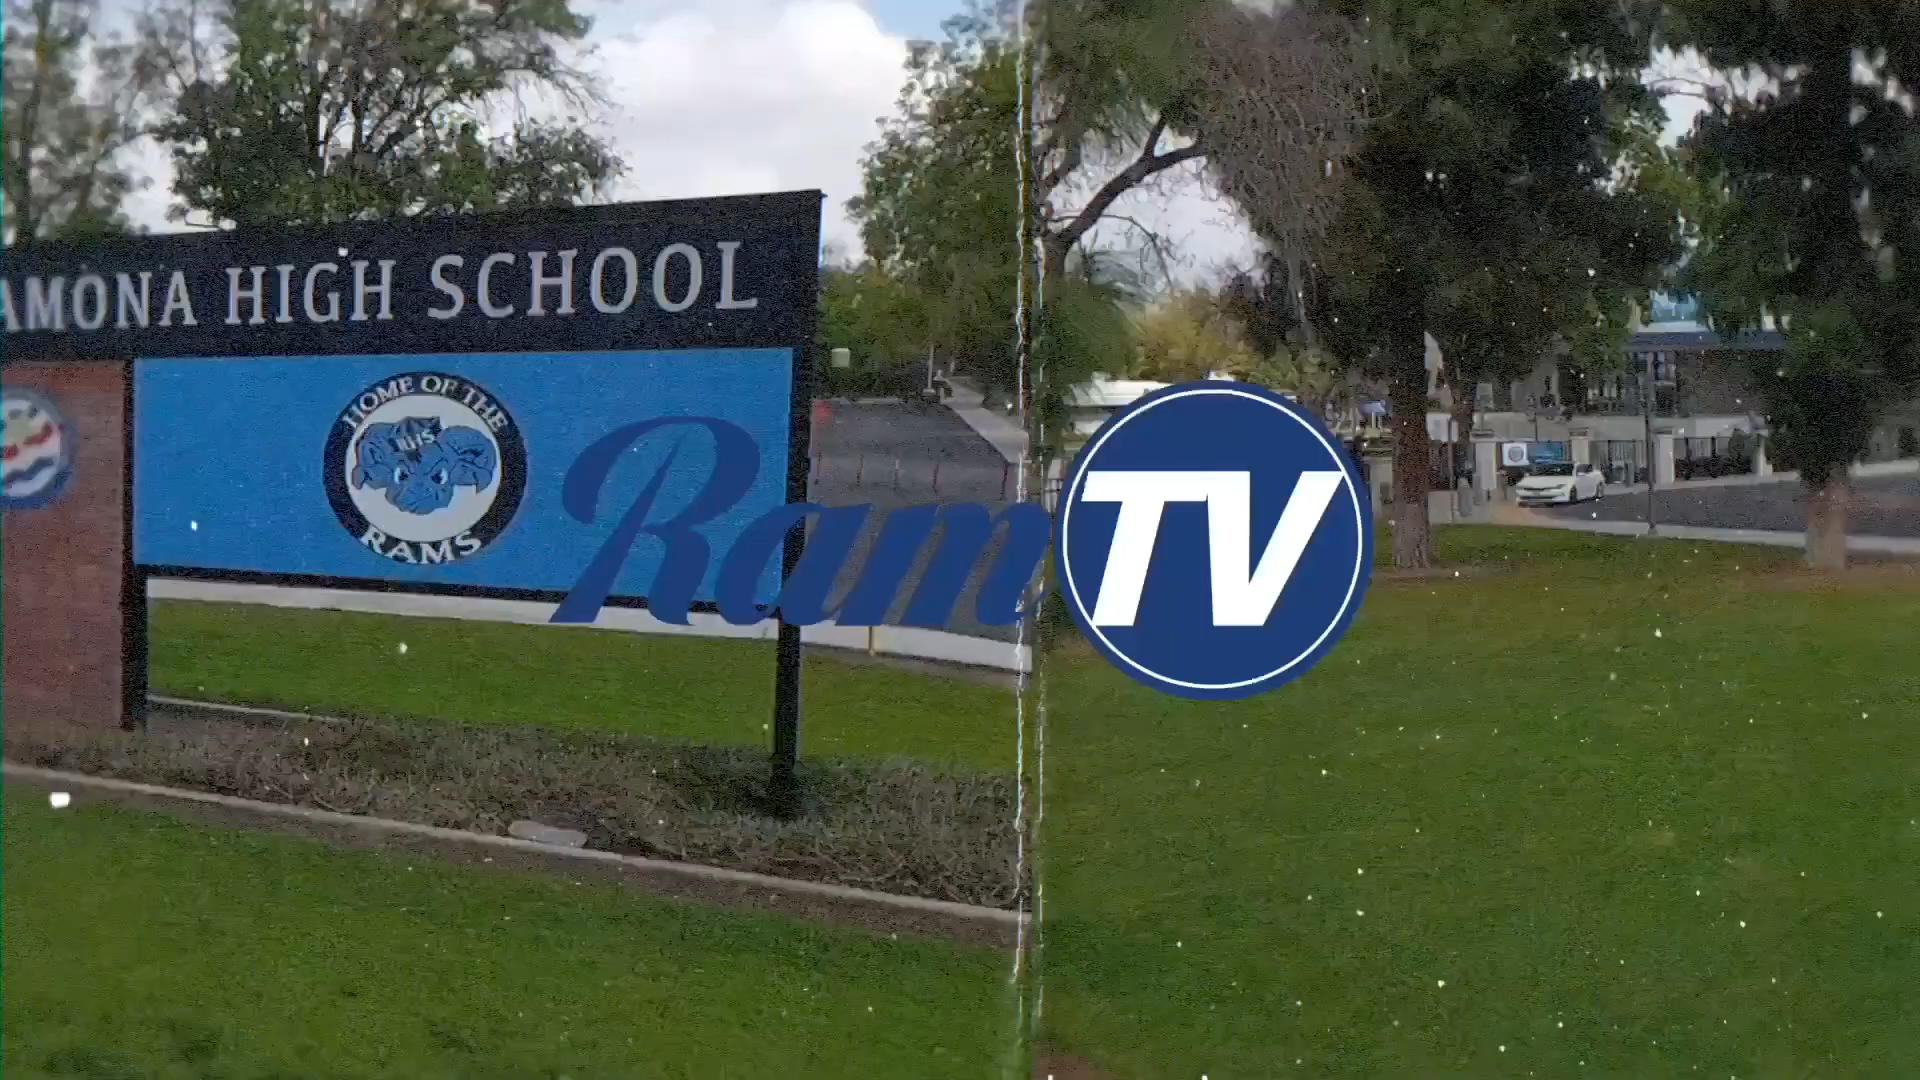 AMONA HIGH SCHOOL
HOME OF THE
RHS
RAMS
Ram TV